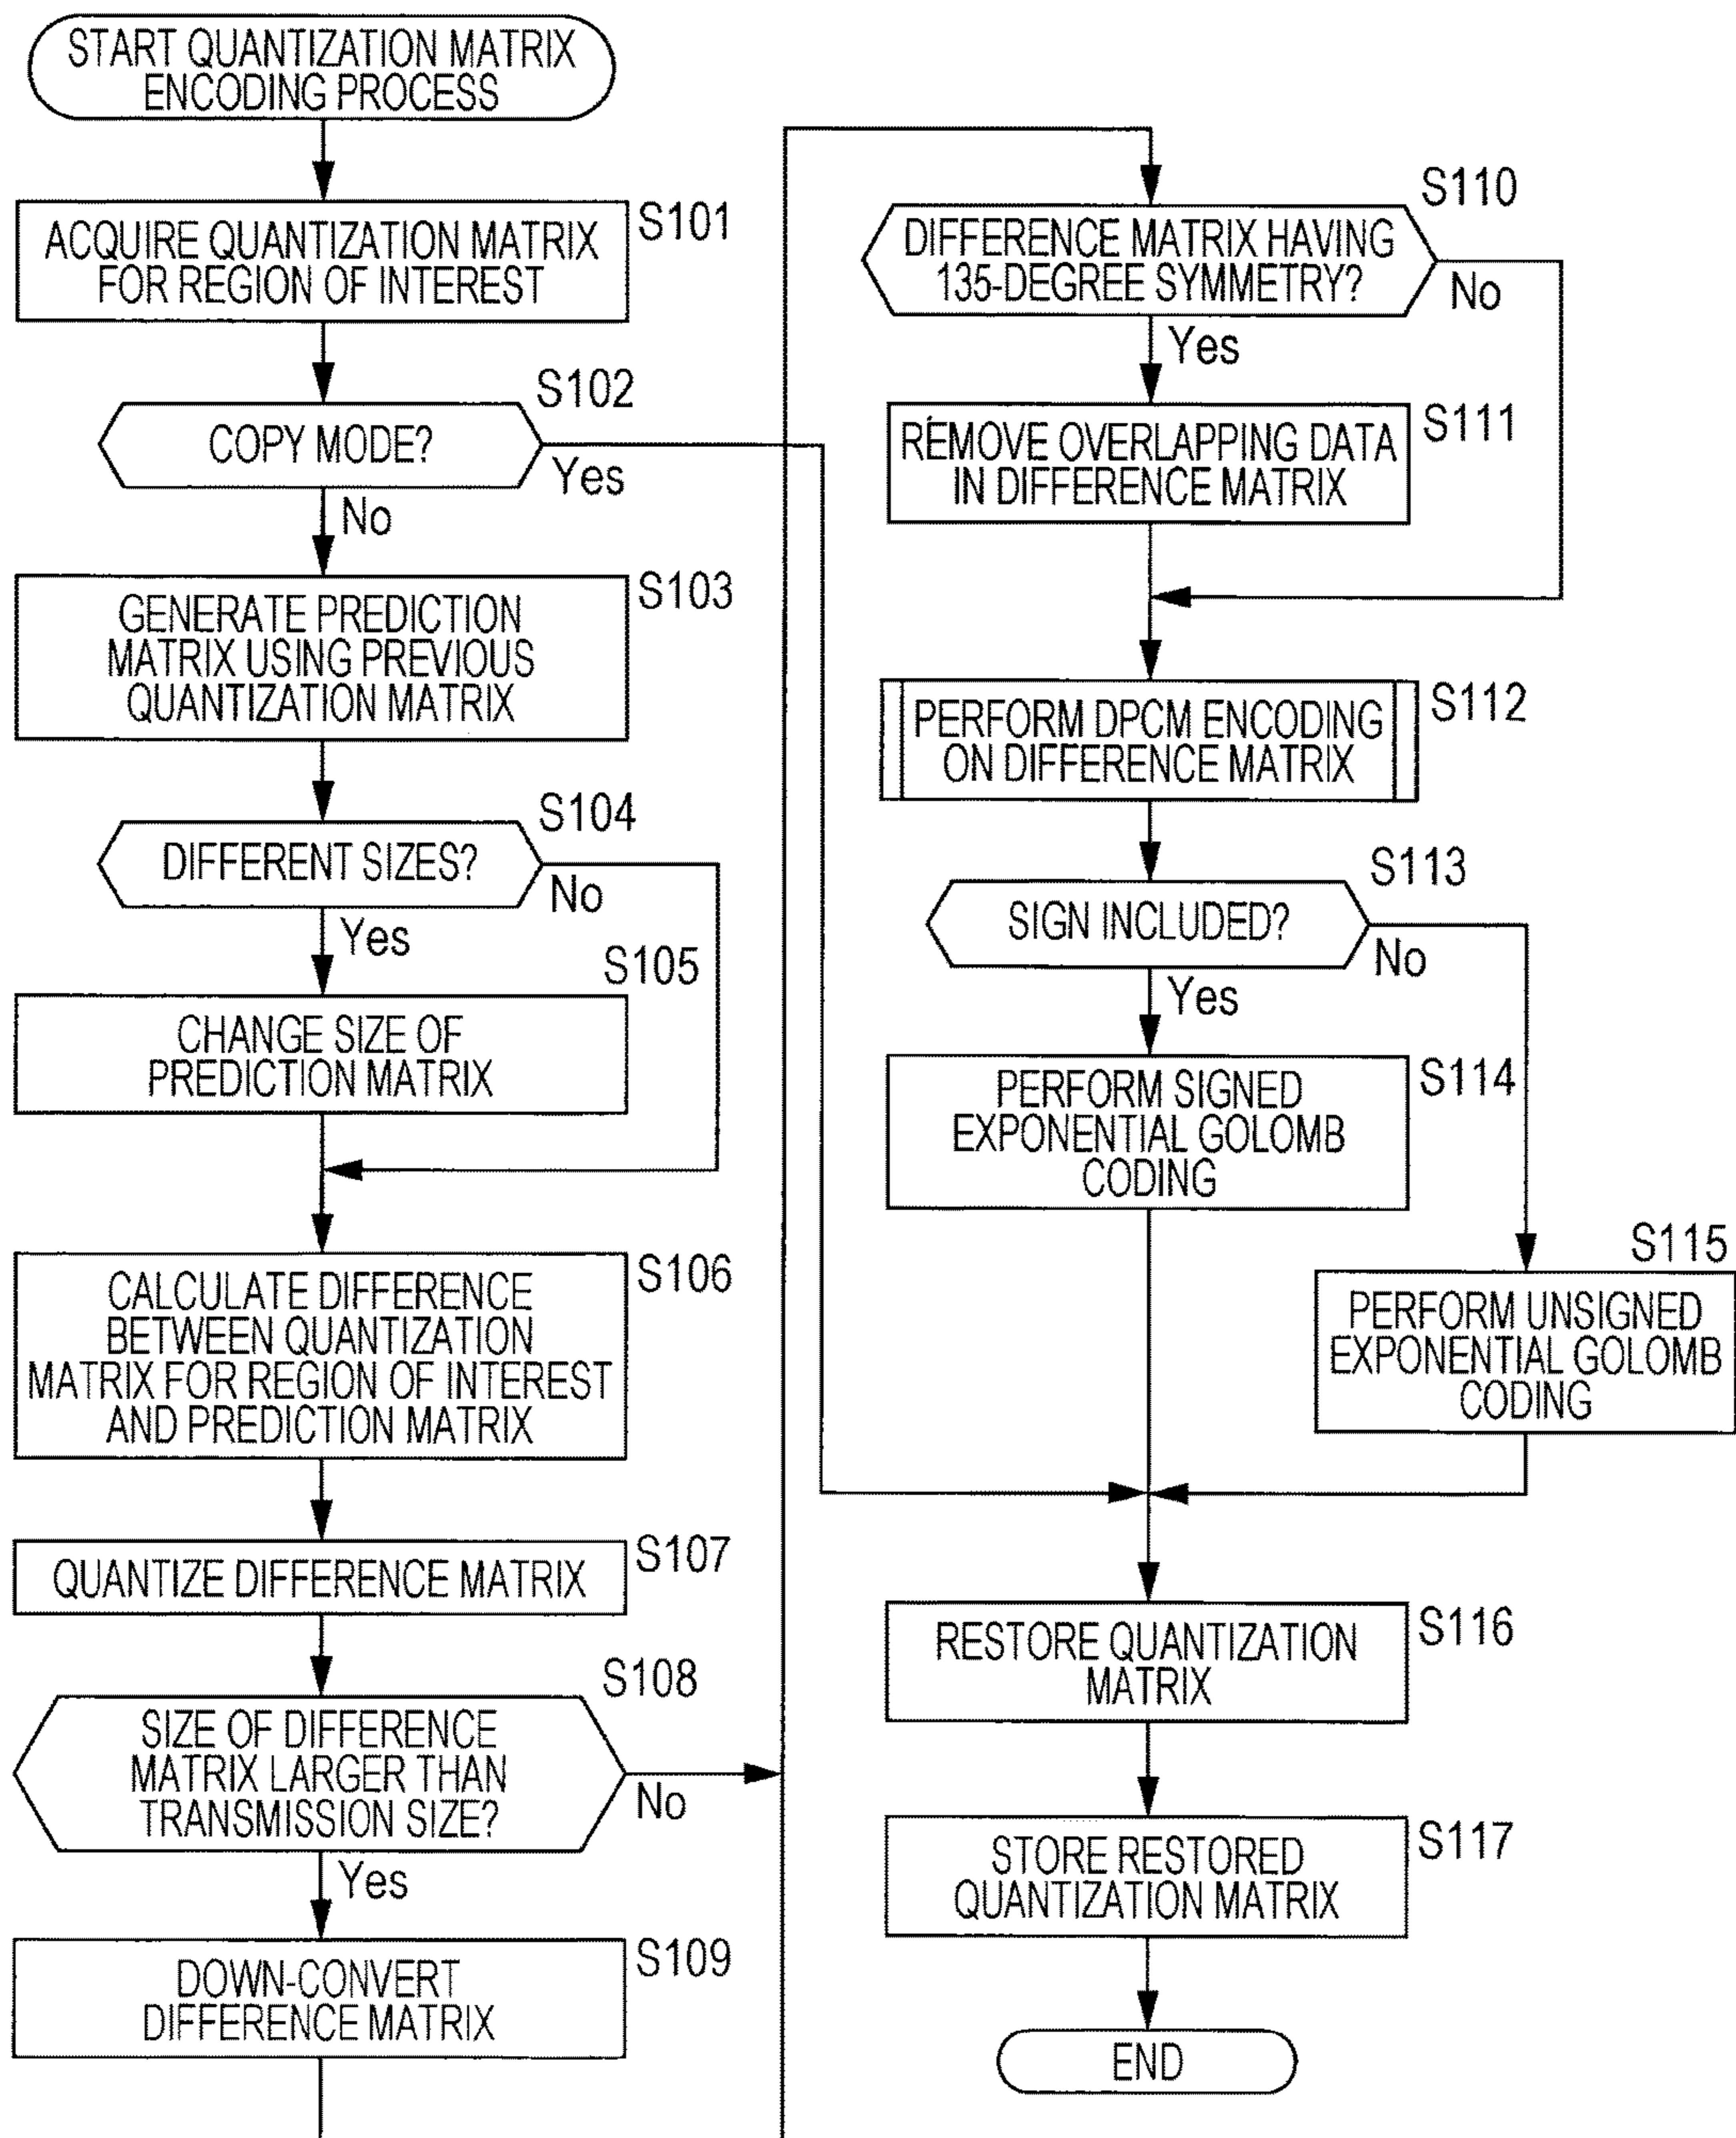 START QUANTIZATION MATRIX
ENCODING PROCESS
S101
ACQUIRE QUANTIZATION MATRIX
FOR REGION OF INTEREST
S102
COPY MODE?
Yes
No
S103
GENERATE PREDICTION
MATRIX USING PREVIOUS
QUANTIZATION MATRIX
S104
DIFFERENT SIZES?
No
Yes
S105
CHANGE SIZE OF
PREDICTION MATRIX
S106
CALCULATE DIFFERENCE
BETWEEN QUANTIZATION
MATRIX FOR REGION OF INTEREST
AND PREDICTION MATRIX
S107
QUANTIZE DIFFERENCE MATRIX
S108
SIZE OF DIFFERENCE
MATRIX LARGER THAN
TRANSMISSION SIZE?
No
Yes
S109
DOWN-CONVERT
DIFFERENCE MATRIX
S110
DIFFERENCE MATRIX HAVING
135-DEGREE SYMMETRY?
No
Yes
S111
REMOVE OVERLAPPING DATA
IN DIFFERENCE MATRIX
S112
PERFORM DPCM ENCODING
ON DIFFERENCE MATRIX
S113
SIGN INCLUDED?
No
Yes
S114
PERFORM SIGNED
EXPONENTIAL GOLOMB
CODING
S115
PERFORM UNSIGNED
EXPONENTIAL GOLOMB
CODING
S116
RESTORE QUANTIZATION
MATRIX
S117
STORE RESTORED
QUANTIZATION MATRIX
END